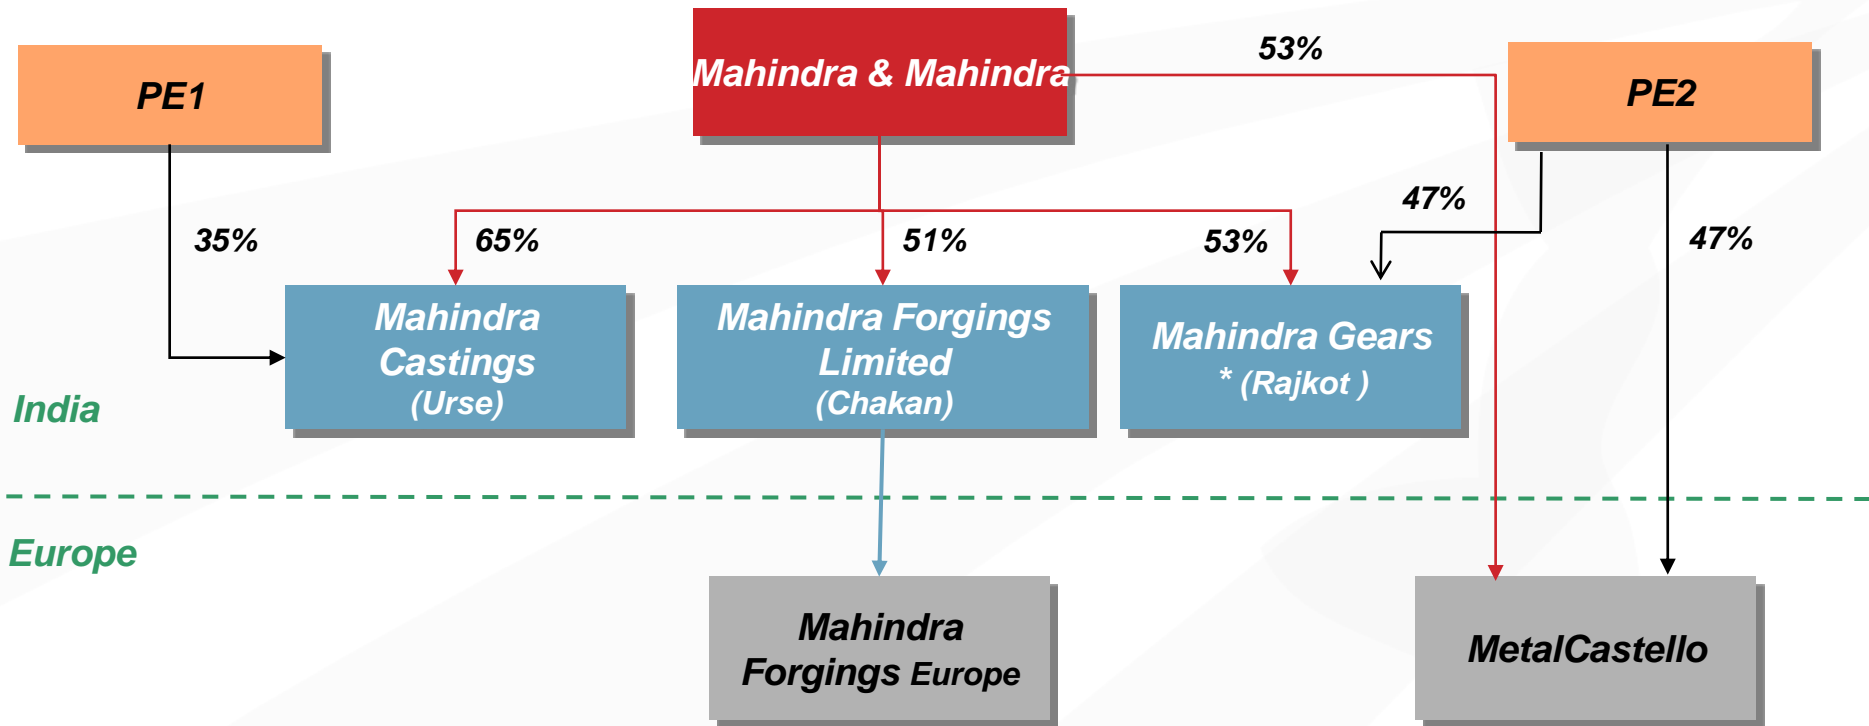 PE1
Mahindra & Mahindra
53%
PE2
35%
65%
51%
53%
47%
47%
Mahindra
Castings
(Urse)
Mahindra Forgings
Limited
(Chakan)
Mahindra Gears
* (Rajkot )
India
Europe
Mahindra
Forgings Europe
MetalCastello